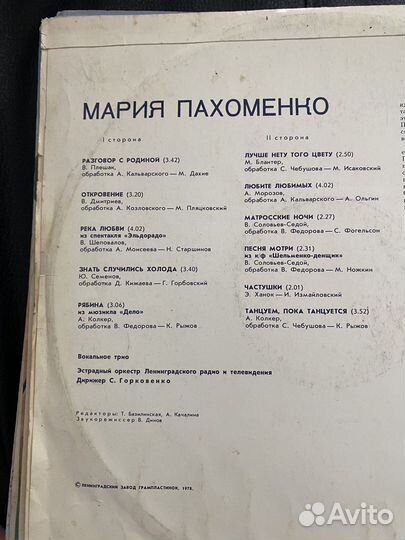 МАРИЯ ПАХОМЕНКО
I сторона
РАЗГОВОР С РОДИНОЙ (3.42)
В. Плешак,
обработка А. Кальварского — М. Дахие
ОТКРОВЕНИЕ (3.20)
В. Дмитриев,
обработка А. Козловского — М. Пляцковский
РЕКА ЛЮБВИ (4.02)
из спектакля «Эльдорадо»
В. Шеповалов,
обработка А. Моисеева — Н. Старшинов
ЗНАТЬ СЛУЧИЛИСЬ ХОЛОДА (3.40)
Ю. Семенов,
обработка Д. Кижаева — Г. Горбовский
РЯБИНА (3.06)
из мюзикла «Дело»
А. Колкер,
обработка В. Федорова — К. Рыжов
II сторона
ЛУЧШЕ НЕТУ ТОГО ЦВЕТУ (2.50)
М. Блантер,
обработка С. Чебушова — М. Исаковский
ЛЮБИТЕ ЛЮБИМЫХ (4.02)
А. Морозов,
обработка А. Кальварского — А. Ольгин
МАТРОССКИЕ НОЧИ (2.27)
В. Соловьев-Седой,
обработка В. Федорова — С. Фогельсон
ПЕСНЯ МОТРИ (2.31)
из к/ф «Шельменко-денщик»
В. Соловьев-Седой,
обработка В. Федорова — М. Ножкин
ЧАСТУШКИ (2.01)
Э. Ханок — И. Измайловский
ТАНЦУЕМ, ПОКА ТАНЦУЕТСЯ (3.52)
А. Колкер,
обработка С. Чебушова — К. Рыжов
Вокальное трио
Эстрадный оркестр Ленинградского радио и телевидения
Дирижер С. Горковенко
Редакторы: Т. Базилинская, А. Качалина
Звукорежиссер В. Динов
© ЛЕНИНГРАДСКИЙ ЗАВОД ГРАМПЛАСТИНОК, 1978.
Avito